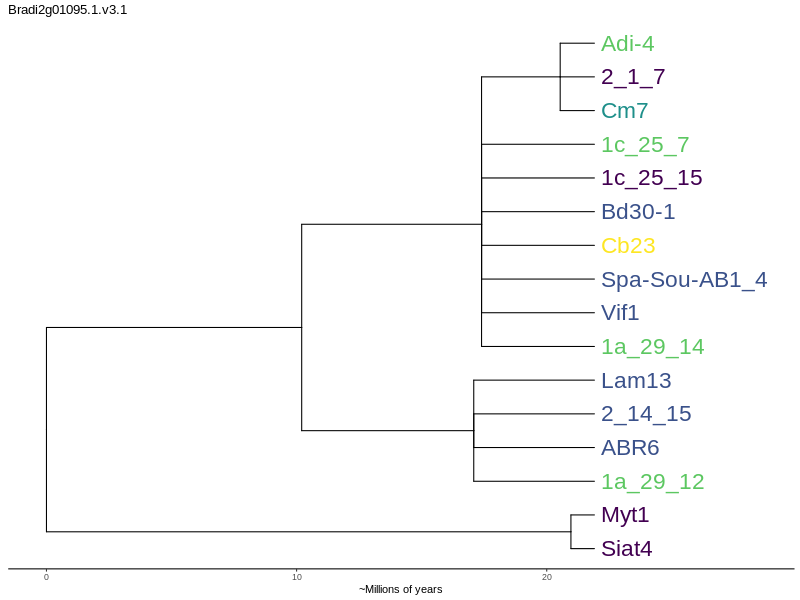 Bradi2g01095.1.v3.1
Adi-4
2_1_7
Cm7
1c_25_7
1c_25_15
Bd30-1
Cb23
Spa-Sou-AB1_4
Vif1
1a_29_14
Lam13
2_14_15
ABR6
1a_29_12
Myt1
Siat4
0 10 20
~Millions of years